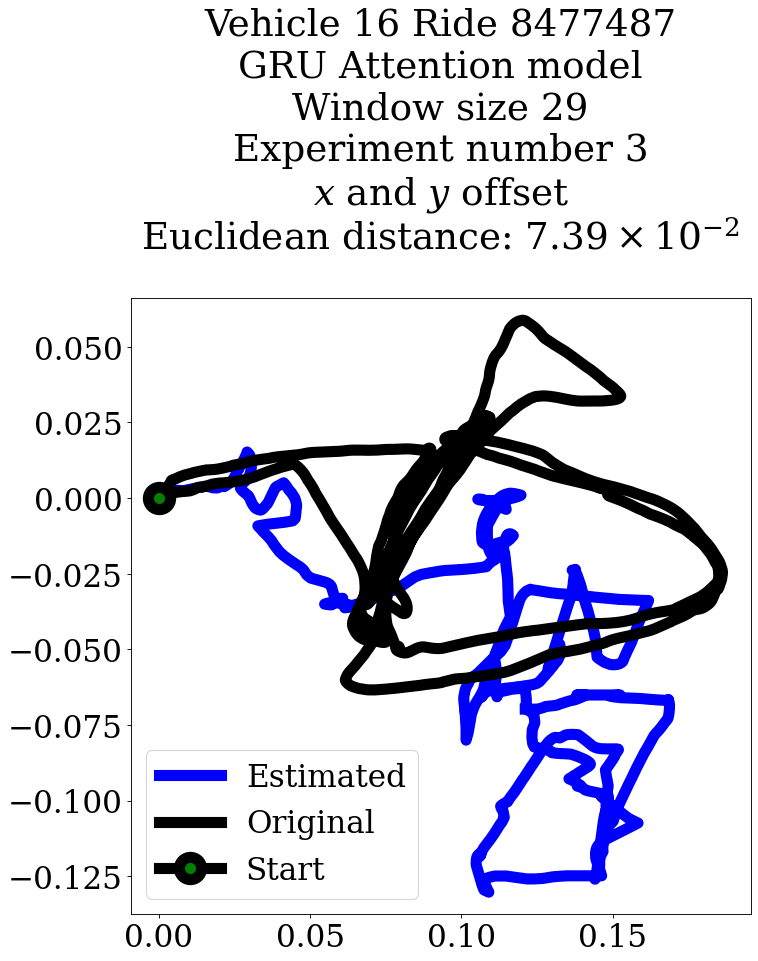 Vehicle 16 Ride 8477487
GRU Attention model
Window size 29
Experiment number 3
x and y offset
Euclidean distance: 7.39 × 10⁻²
0.050
0.025
0.000
−0.025
−0.050
−0.075
−0.100
−0.125
Estimated
Original
Start
0.00 0.05 0.10 0.15